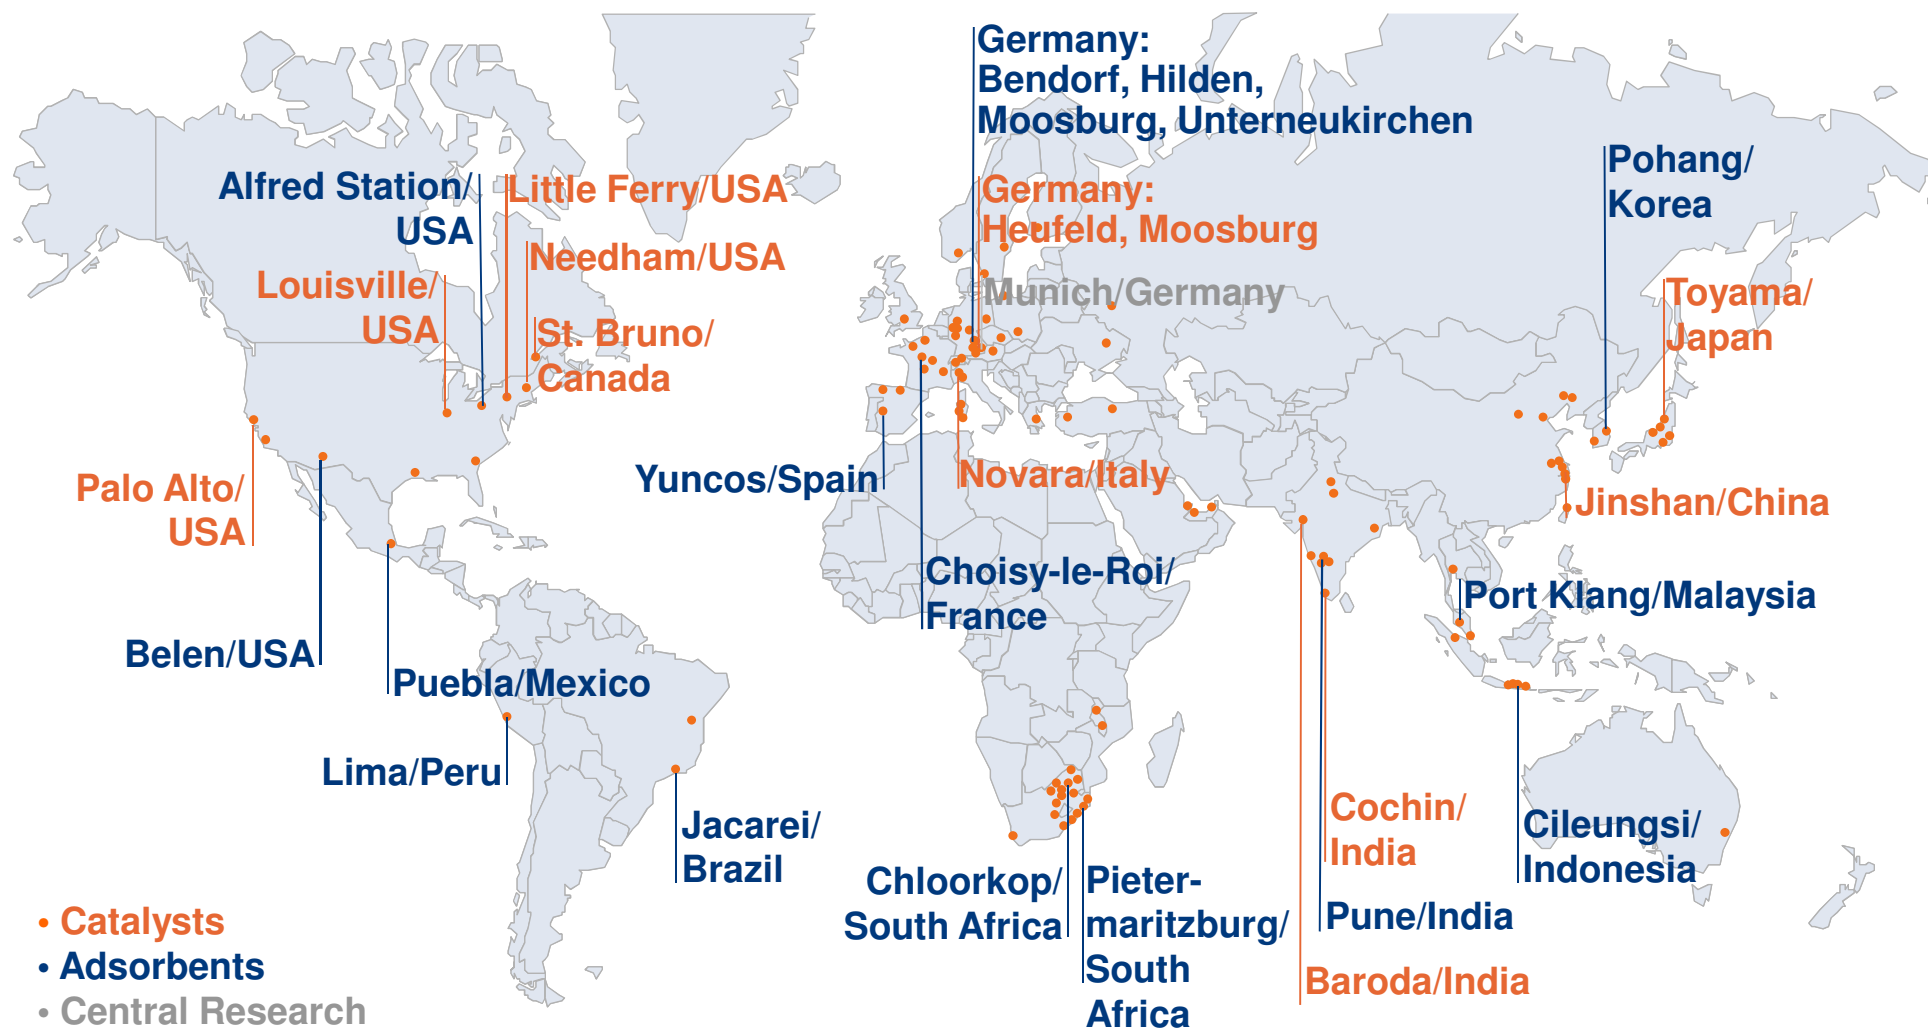 Germany:
Bendorf, Hilden,
Moosburg, Unterneukirchen
Alfred Station/
USA
Little Ferry/USA
Needham/USA
Louisville/
USA
St. Bruno/
Canada
Germany:
Heufeld, Moosburg
Munich/Germany
Pohang/
Korea
Toyama/
Japan
Palo Alto/
USA
Yuncos/Spain
Novara/Italy
Jinshan/China
Choisy-le-Roi/
France
Port Klang/Malaysia
Belen/USA
Puebla/Mexico
Lima/Peru
Jacarei/
Brazil
Chloorkop/
South Africa
Pieter-
maritzburg/
South
Africa
Cochin/
India
Pune/India
Baroda/India
Cileungsi/
Indonesia
• Catalysts
• Adsorbents
• Central Research